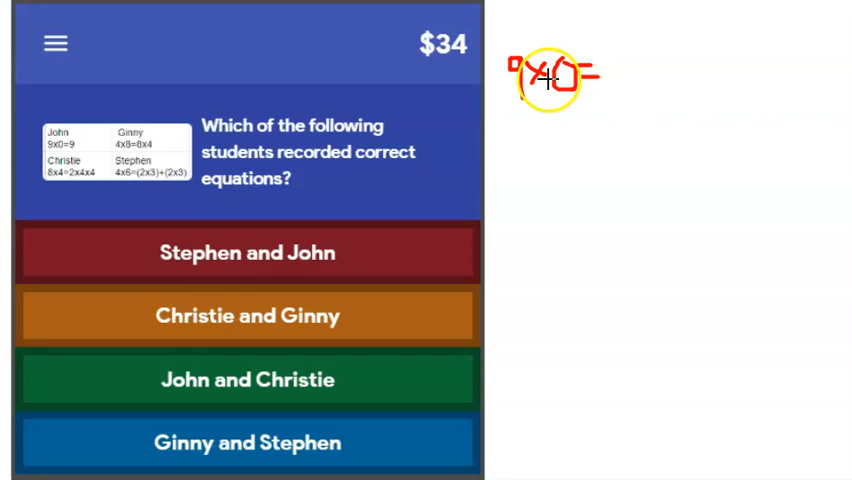 $34
9x0=
John
9x0=9
Ginny
4x8=8x4
Christie
8x4=2x4x4
Stephen
4x6=(2x3)+(2x3)
Which of the following
students recorded correct
equations?
Stephen and John
Christie and Ginny
John and Christie
Ginny and Stephen